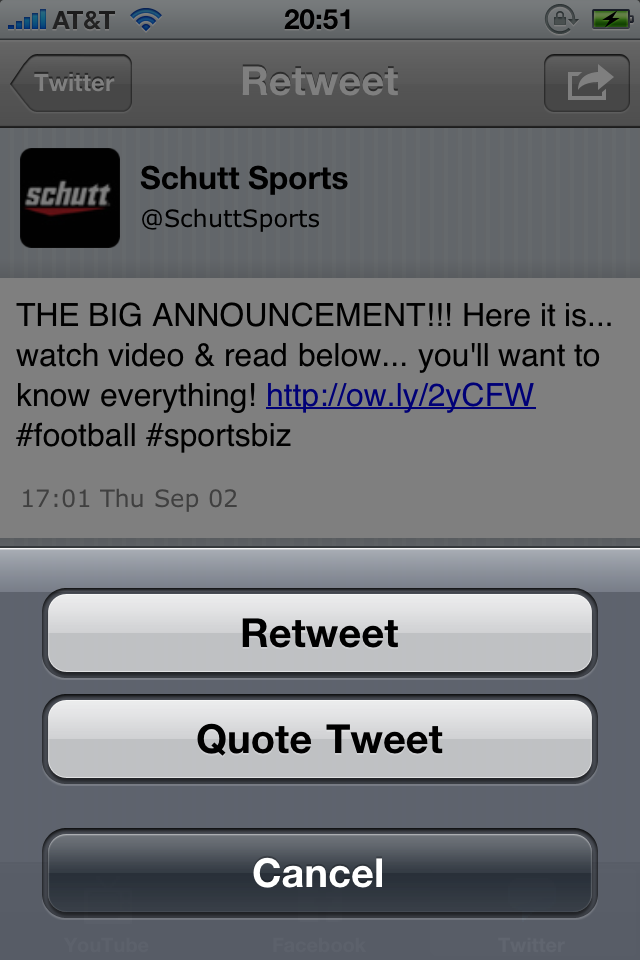 AT&T 20:51
Twitter Retweet
schutt
Schutt Sports
@SchuttSports
THE BIG ANNOUNCEMENT!!! Here it is...
watch video & read below... you'll want to
know everything! http://ow.ly/2yCFW
#football #sportsbiz
17:01 Thu Sep 02
Retweet
Quote Tweet
Cancel
YouTube Facebook Twitter